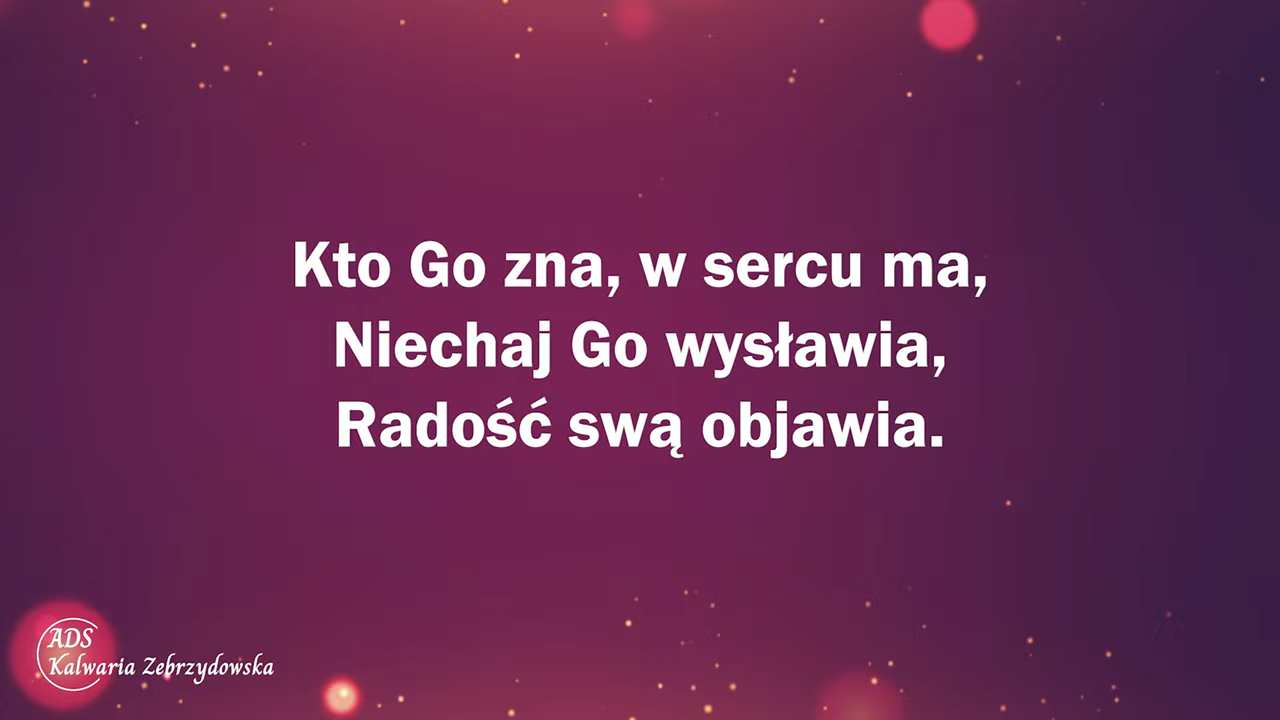 Kto Go zna, w sercu ma,
Niechaj Go wysławia,
Radość swą objawia.
ADS
Kalwaria Zebrzydowska